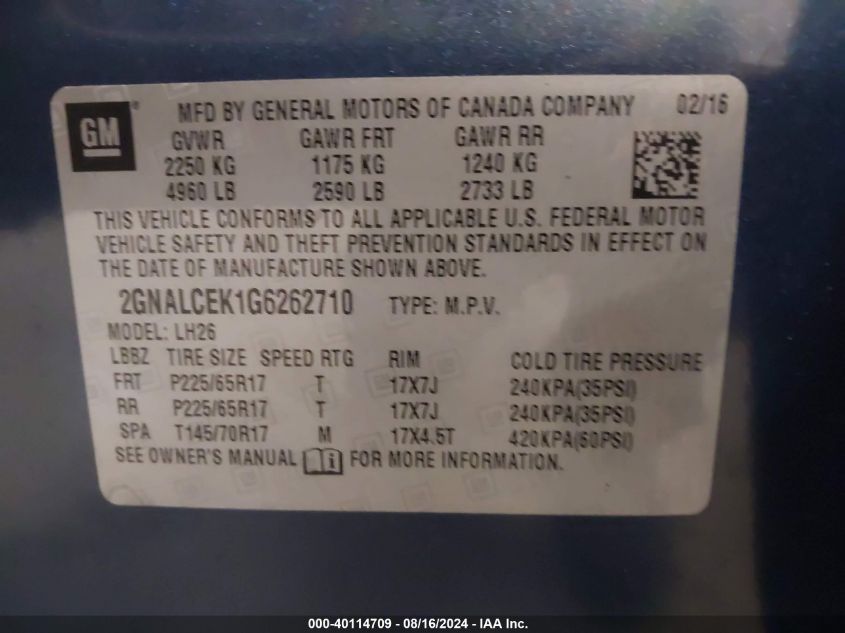 GM ® MFD BY GENERAL MOTORS OF CANADA COMPANY 02/16
GVWR GAWR FRT GAWR RR
2250 KG 1175 KG 1240 KG
4960 LB 2590 LB 2733 LB
THIS VEHICLE CONFORMS TO ALL APPLICABLE U.S. FEDERAL MOTOR
VEHICLE SAFETY AND THEFT PREVENTION STANDARDS IN EFFECT ON
THE DATE OF MANUFACTURE SHOWN ABOVE.
2GNALCEK1G6262710 TYPE: M.P.V.
MODEL: LH26
LBBZ TIRE SIZE SPEED RTG RIM COLD TIRE PRESSURE
FRT P225/65R17 T 17X7J 240KPA(35PSI)
RR P225/65R17 T 17X7J 240KPA(35PSI)
SPA T145/70R17 M 17X4.5T 420KPA(60PSI)
SEE OWNER'S MANUAL i FOR MORE INFORMATION.
000-40114709 - 08/16/2024 - IAA Inc.